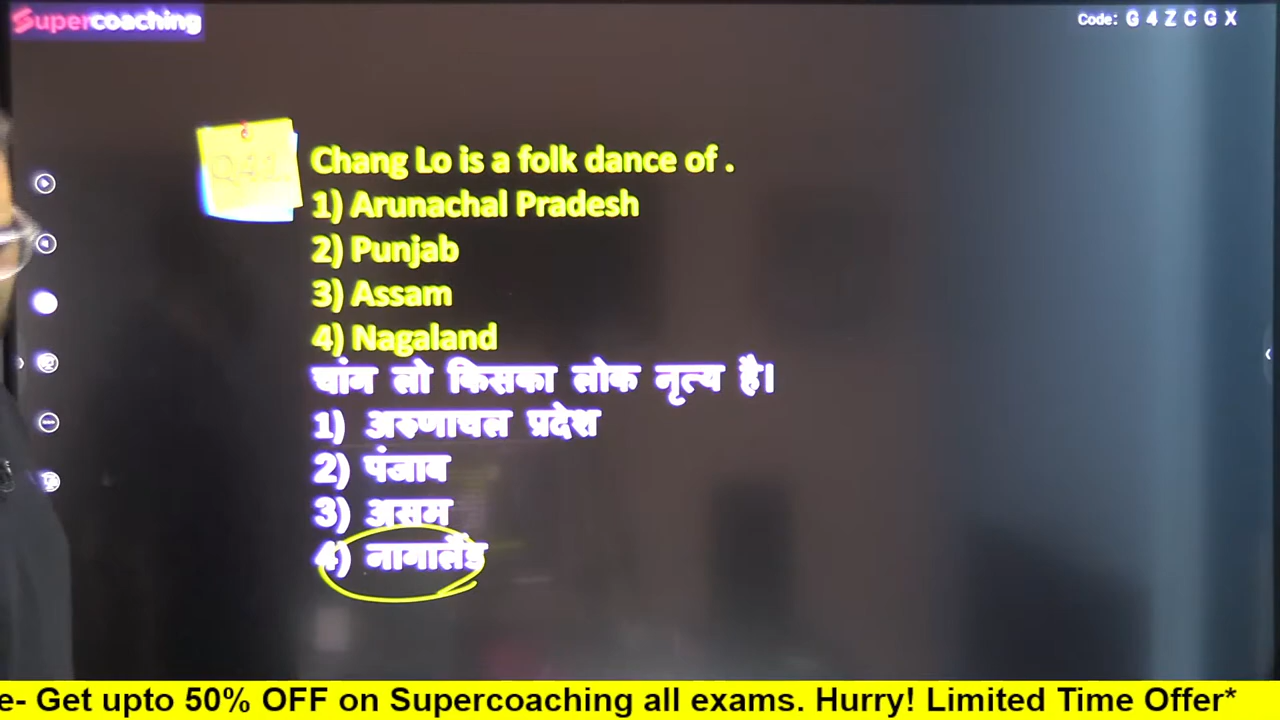 Supercoaching
Code: G 4 Z C G X
Chang Lo is a folk dance of .
1) Arunachal Pradesh
2) Punjab
3) Assam
4) Nagaland
चांग लो किसका लोक नृत्य है।
1) अरुणाचल प्रदेश
2) पंजाब
3) असम
4) नागालैंड
e- Get upto 50% OFF on Supercoaching all exams. Hurry! Limited Time Offer*